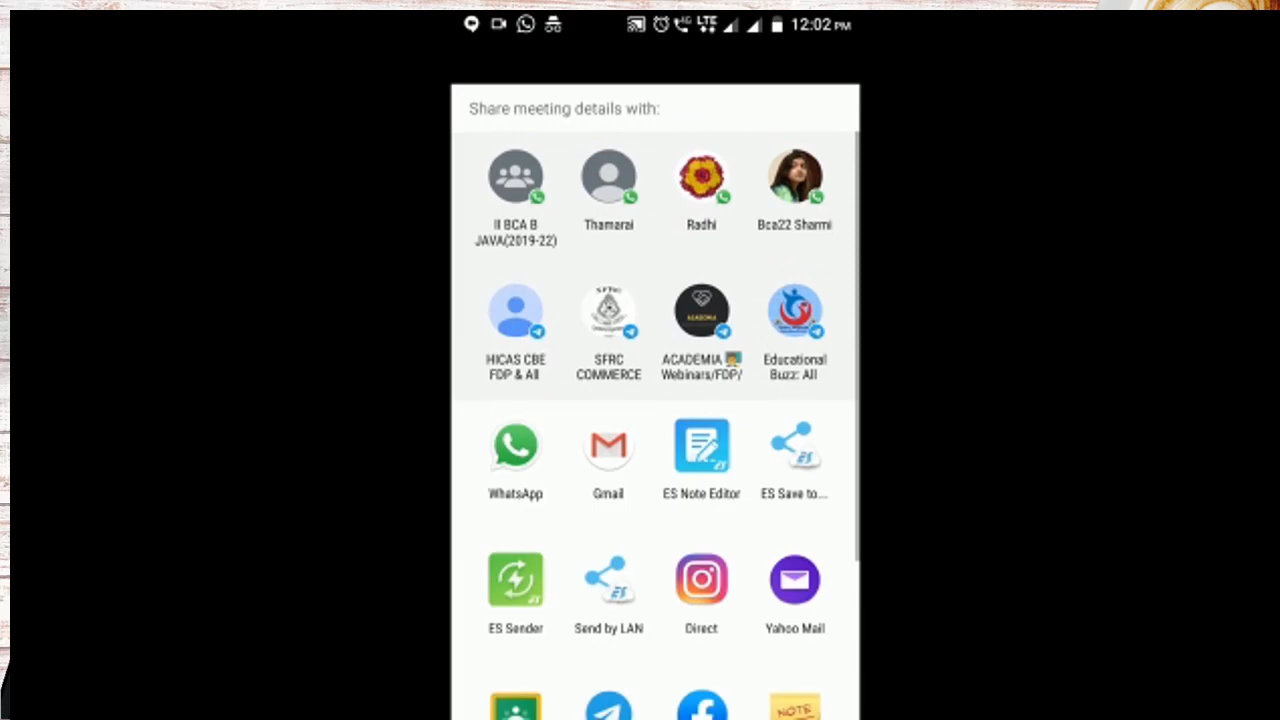 LTE 12:02 PM
Share meeting details with:
II BCA B
JAVA(2019-22)
Thamarai
Radhi
Bca22 Sharmi
HICAS CBE
FDP & All
SFRC
COMMERCE
ACADEMIA 👨‍🏫
Webinars/FDP/
Educational
Buzz: All
WhatsApp
Gmail
ES Note Editor
ES Save to...
ES Sender
Send by LAN
Direct
Yahoo Mail
NOTE